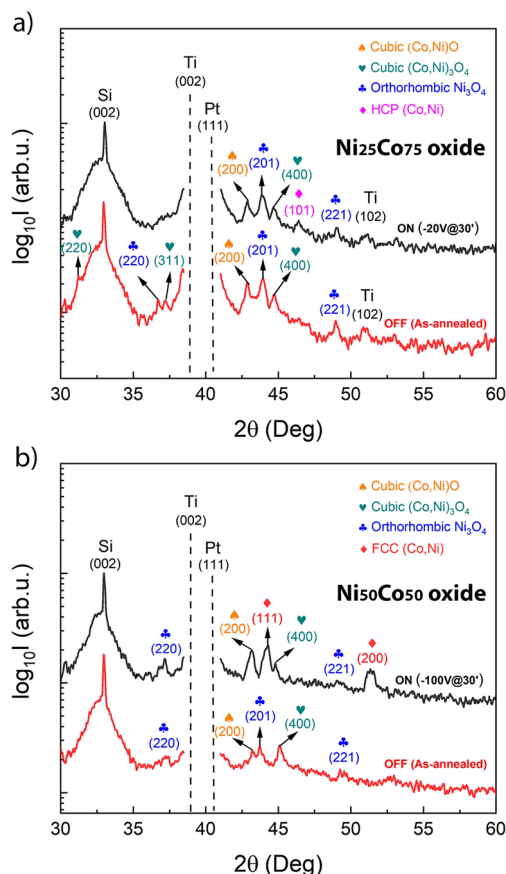 a)
♠ Cubic (Co,Ni)O
♥ Cubic (Co,Ni)₃O₄
♣ Orthorhombic Ni₃O₄
♦ HCP (Co,Ni)
Ni25Co75 oxide
Ti
(002)
Si
(002)
Pt
(111)
♠
(200)
♣
(201)
♥
(400)
♦
(101)
♣
(221)
Ti
(102)
ON (-20V@30')
♥
(220)
♣
(220)
♥
(311)
♠
(200)
♣
(201)
♥
(400)
♣
(221)
Ti
(102)
OFF (As-annealed)
log₁₀I (arb.u.)
30 35 40 45 50 55 60
2θ (Deg)
b)
♠ Cubic (Co,Ni)O
♥ Cubic (Co,Ni)₃O₄
♣ Orthorhombic Ni₃O₄
♦ FCC (Co,Ni)
Ni50Co50 oxide
Ti
(002)
Si
(002)
Pt
(111)
♣
(220)
♠
(200)
♦
(111)
♥
(400)
♣
(221)
♦
(200)
ON (-100V@30')
♣
(220)
♠
(200)
♣
(201)
♥
(400)
♣
(221)
OFF (As-annealed)
log₁₀I (arb.u.)
30 35 40 45 50 55 60
2θ (Deg)